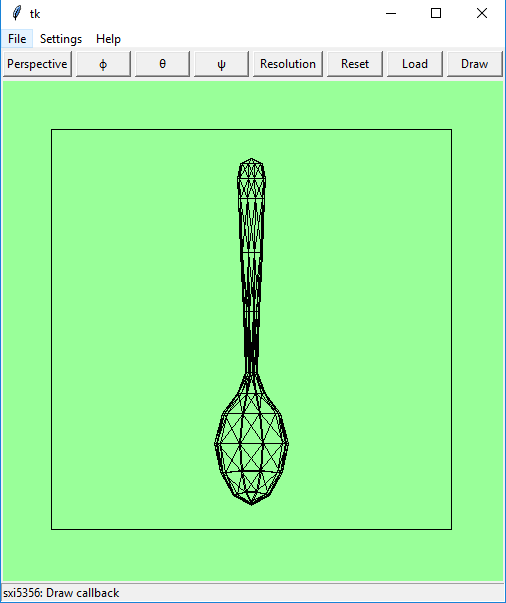 tk
File Settings Help
Perspective ϕ θ ψ Resolution Reset Load Draw
sxi5356: Draw callback